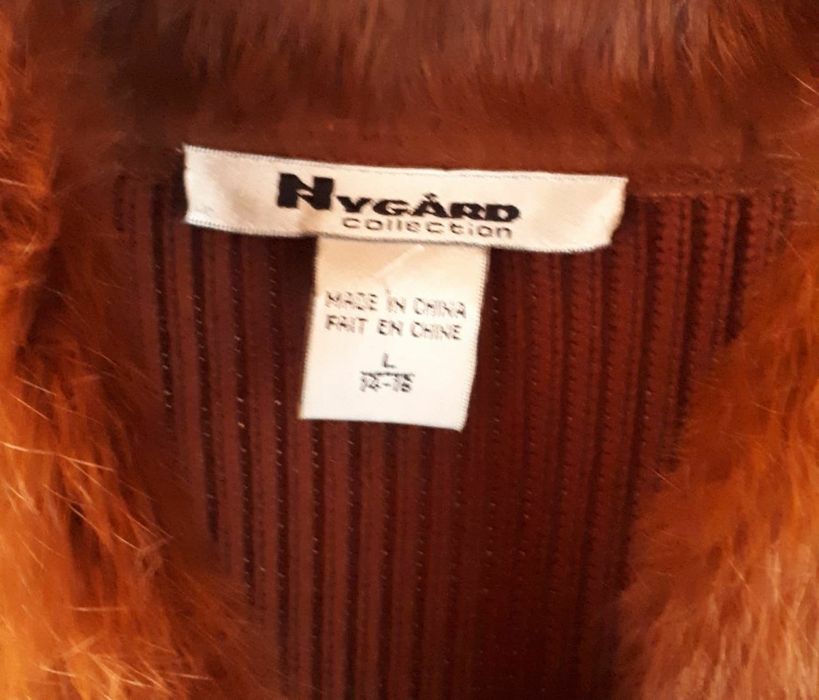 NYGÅRD
collection
MADE IN CHINA
FAIT EN CHINE
L
14-16